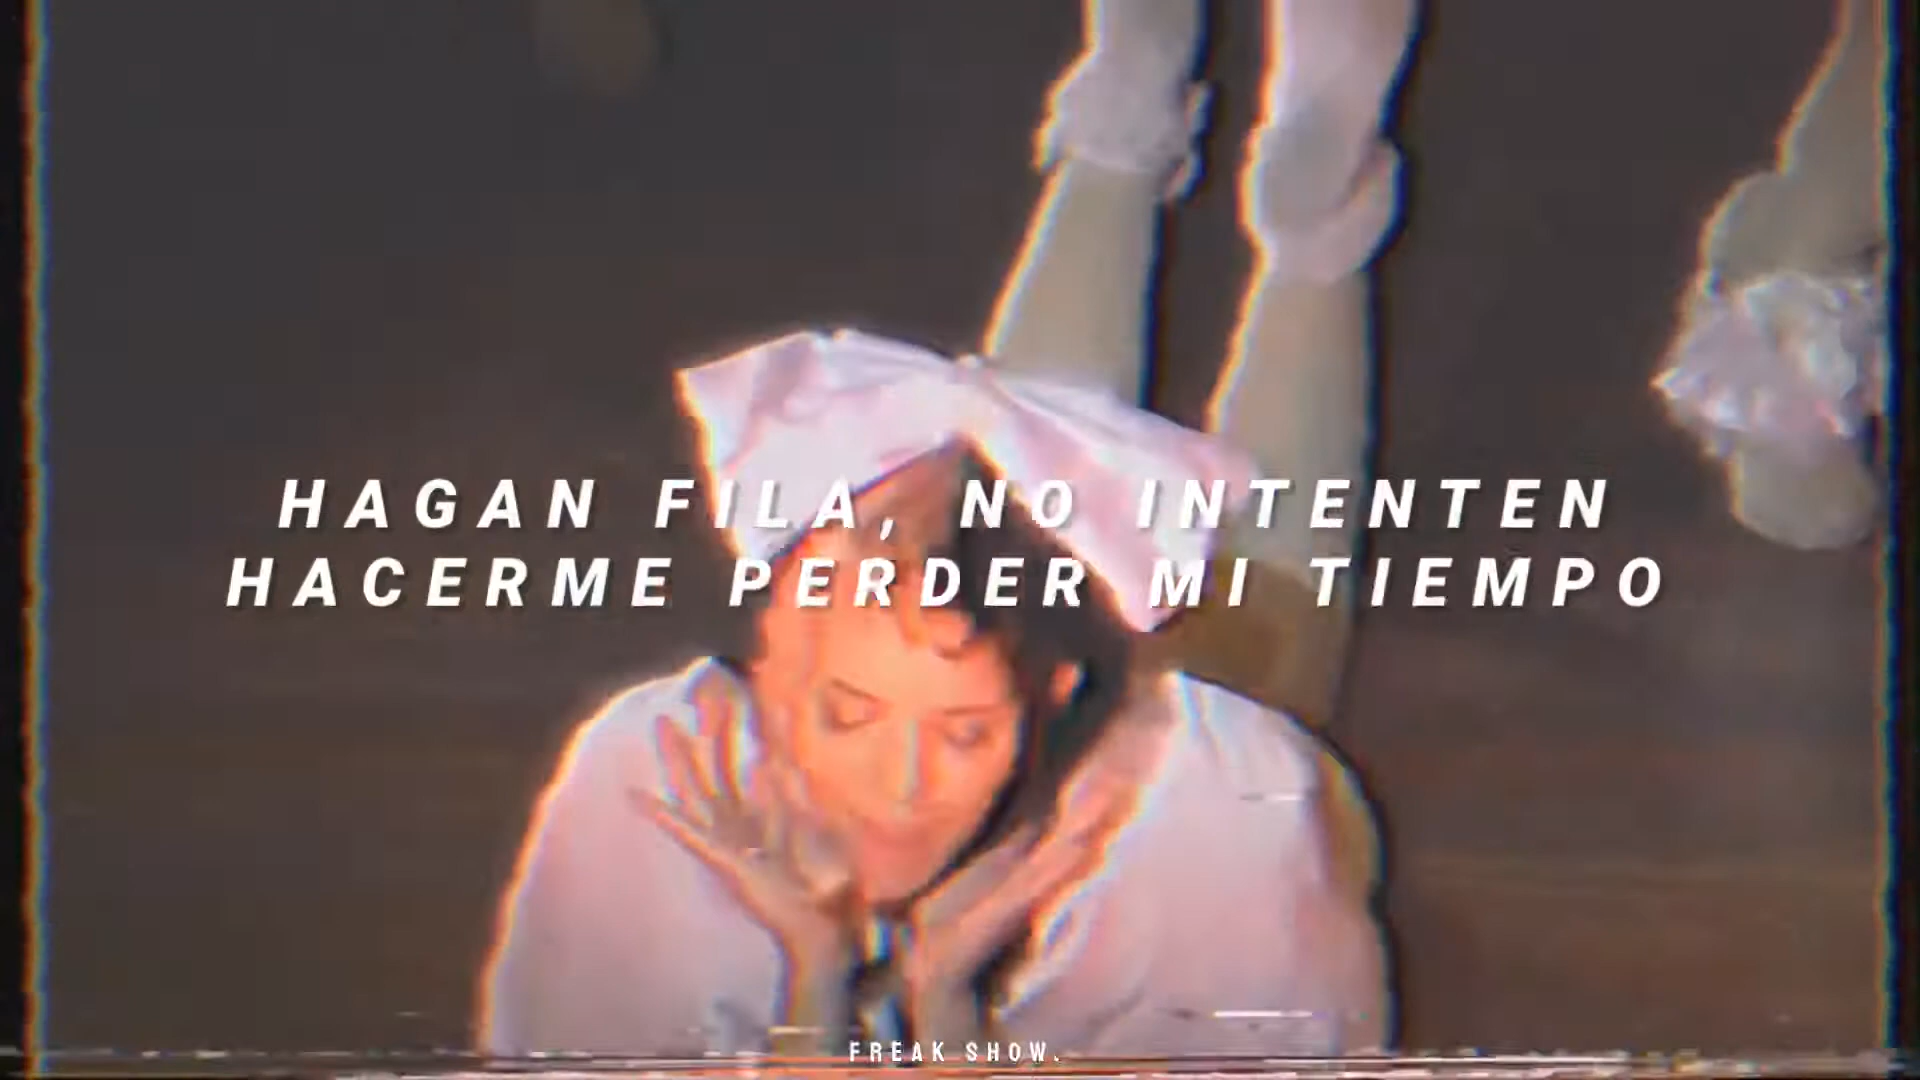 HAGAN FILA, NO INTENTEN
HACERME PERDER MI TIEMPO
FREAK SHOW.